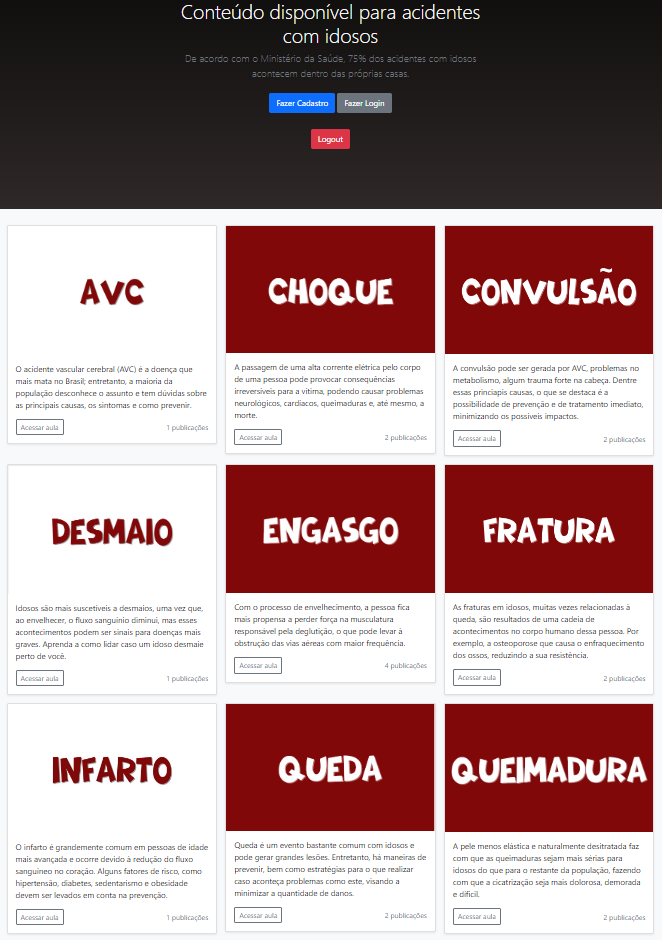 Conteúdo disponível para acidentes
com idosos
De acordo com o Ministério da Saúde, 75% dos acidentes com idosos
acontecem dentro das próprias casas.
Fazer Cadastro
Fazer Login
Logout
AVC
O acidente vascular cerebral (AVC) é a doença que
mais mata no Brasil; entretanto, a maioria da
população desconhece o assunto e tem dúvidas sobre
as principais causas, os sintomas e como prevenir.
Acessar aula
1 publicações
CHOQUE
A passagem de uma alta corrente elétrica pelo corpo
de uma pessoa pode provocar consequências
irreversíveis para a vítima, podendo causar problemas
neurológicos, cardíacos, queimaduras e, até mesmo, a
morte.
Acessar aula
2 publicações
CONVULSÃO
A convulsão pode ser gerada por AVC, problemas no
metabolismo, algum trauma forte na cabeça. Dentre
essas princiapis causas, o que se destaca é a
possibilidade de prevenção e de tratamento imediato,
minimizando os possíveis impactos.
Acessar aula
2 publicações
DESMAIO
Idosos são mais suscetíveis a desmaios, uma vez que,
ao envelhecer, o fluxo sanguínio diminui, mas esses
acontecimentos podem ser sinais para doenças mais
graves. Aprenda a como lidar caso um idoso desmaie
perto de você.
Acessar aula
1 publicações
ENGASGO
Com o processo de envelhecimento, a pessoa fica
mais propensa a perder força na musculatura
responsável pela deglutição, o que pode levar à
obstrução das vias aéreas com maior frequência.
Acessar aula
4 publicações
FRATURA
As fraturas em idosos, muitas vezes relacionadas à
queda, são resultados de uma cadeia de
acontecimentos no corpo humano dessa pessoa. Por
exemplo, a osteoporose que causa o enfraquecimento
dos ossos, reduzindo a sua resistência.
Acessar aula
2 publicações
INFARTO
O infarto é grandemente comum em pessoas de idade
mais avançada e ocorre devido à redução do fluxo
sanguineo no coração. Alguns fatores de risco, como
hipertensão, diabetes, sedentarismo e obesidade
devem ser levados em conta na prevenção.
Acessar aula
1 publicações
QUEDA
Queda é um evento bastante comum com idosos e
pode gerar grandes lesões. Entretanto, há maneiras de
prevenir, bem como estratégias para o que realizar
caso aconteça problemas como este, visando a
minimizar a quantidade de danos.
Acessar aula
2 publicações
QUEIMADURA
A pele menos elástica e naturalmente desitratada faz
com que as queimaduras sejam mais sérias para
idosos do que para o restante da população, fazendo
com que a cicatrização seja mais dolorosa, demorada
e difícil.
Acessar aula
2 publicações